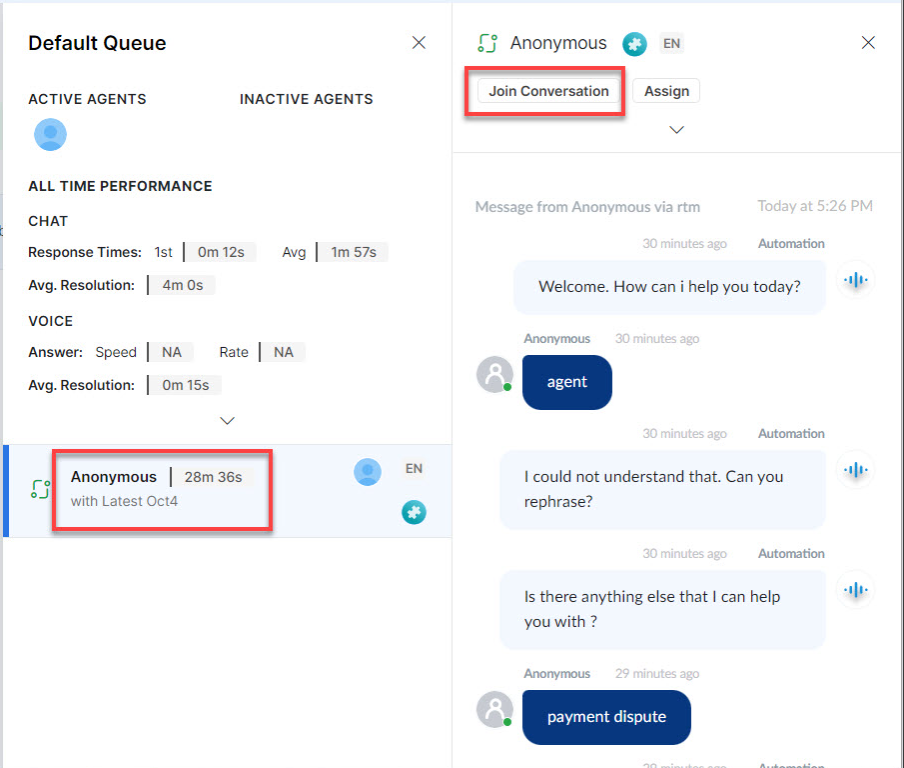 Default Queue
ACTIVE AGENTS INACTIVE AGENTS
ALL TIME PERFORMANCE
CHAT
Response Times: 1st 0m 12s Avg 1m 57s
Avg. Resolution: 4m 0s
VOICE
Answer: Speed NA Rate NA
Avg. Resolution: 0m 15s
Anonymous 28m 36s EN
with Latest Oct4
Anonymous EN
Join Conversation Assign
Message from Anonymous via rtm Today at 5:26 PM
30 minutes ago Automation
Welcome. How can i help you today?
Anonymous 30 minutes ago
agent
30 minutes ago Automation
I could not understand that. Can you
rephrase?
30 minutes ago Automation
Is there anything else that I can help
you with ?
Anonymous 29 minutes ago
payment dispute
29 minutes ago Automation